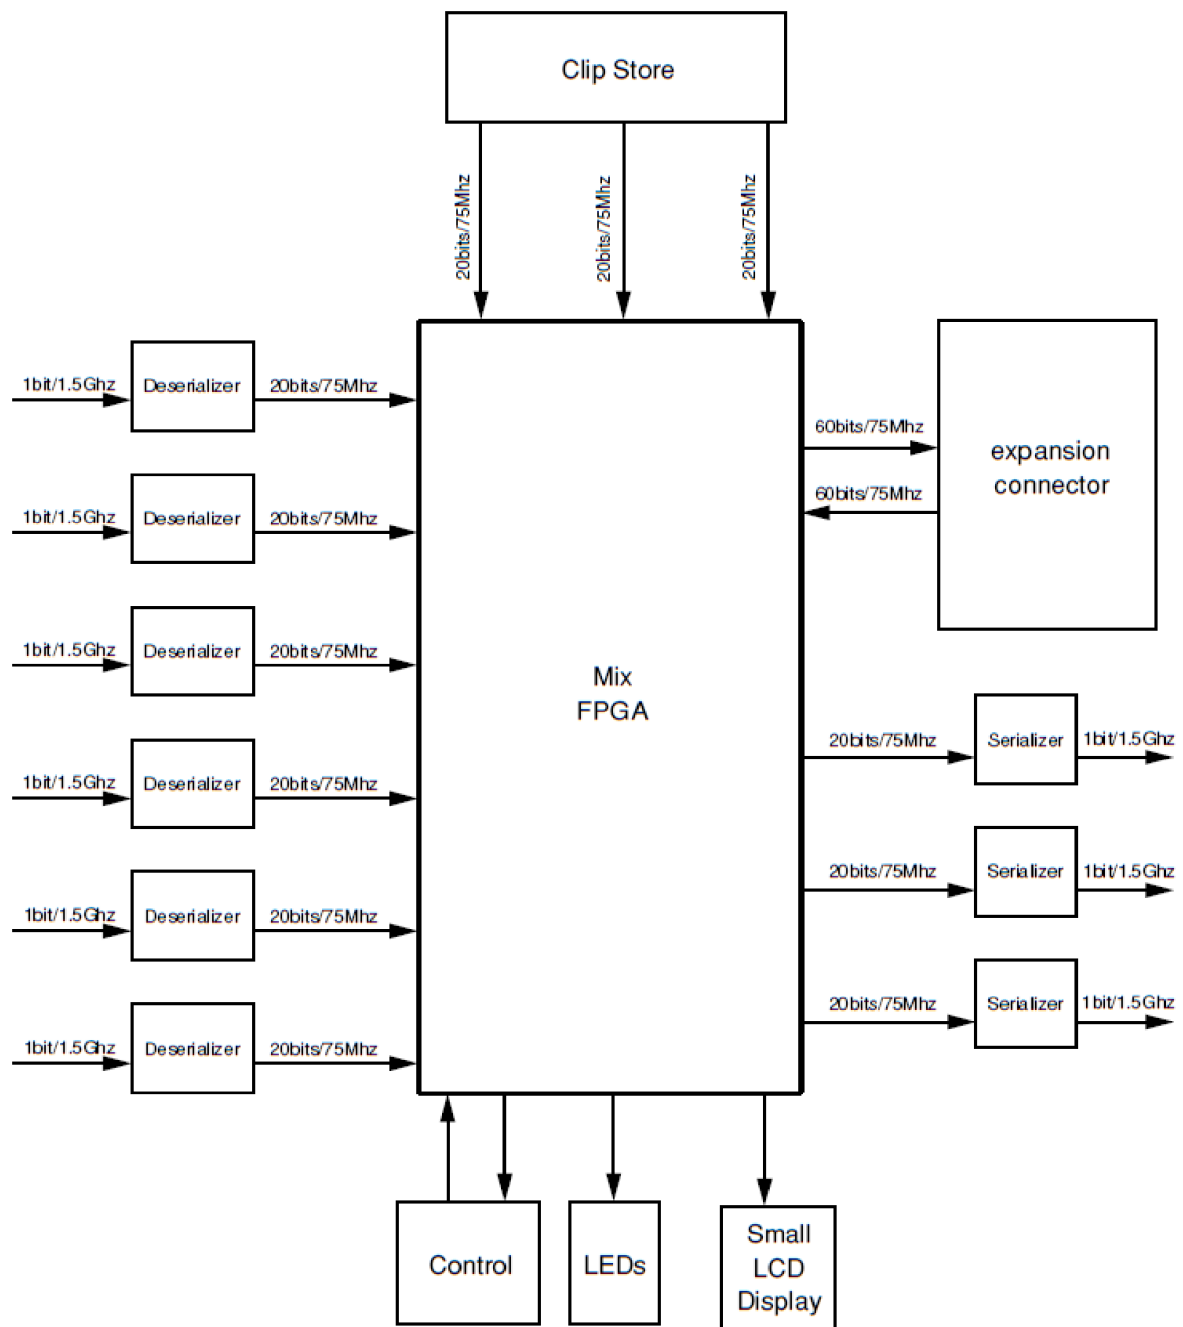 Clip Store
20bits/75Mhz
20bits/75Mhz
20bits/75Mhz
1bit/1.5Ghz
Deserializer
20bits/75Mhz
1bit/1.5Ghz
Deserializer
20bits/75Mhz
1bit/1.5Ghz
Deserializer
20bits/75Mhz
1bit/1.5Ghz
Deserializer
20bits/75Mhz
1bit/1.5Ghz
Deserializer
20bits/75Mhz
1bit/1.5Ghz
Deserializer
20bits/75Mhz
Mix
FPGA
60bits/75Mhz
60bits/75Mhz
expansion
connector
20bits/75Mhz
Serializer
1bit/1.5Ghz
20bits/75Mhz
Serializer
1bit/1.5Ghz
20bits/75Mhz
Serializer
1bit/1.5Ghz
Control
LEDs
Small
LCD
Display